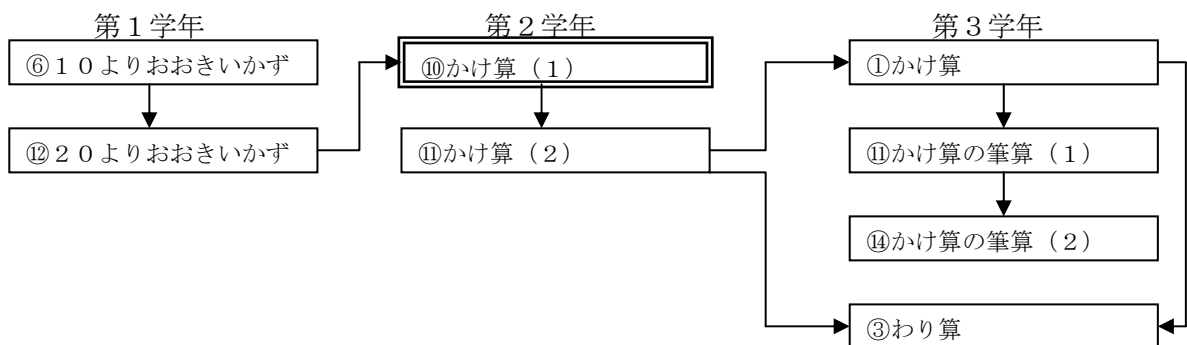 第１学年
⑥１０よりおおきいかず
⑫２０よりおおきいかず
第２学年
⑩かけ算（１）
⑪かけ算（２）
第３学年
①かけ算
⑪かけ算の筆算（１）
⑭かけ算の筆算（２）
③わり算